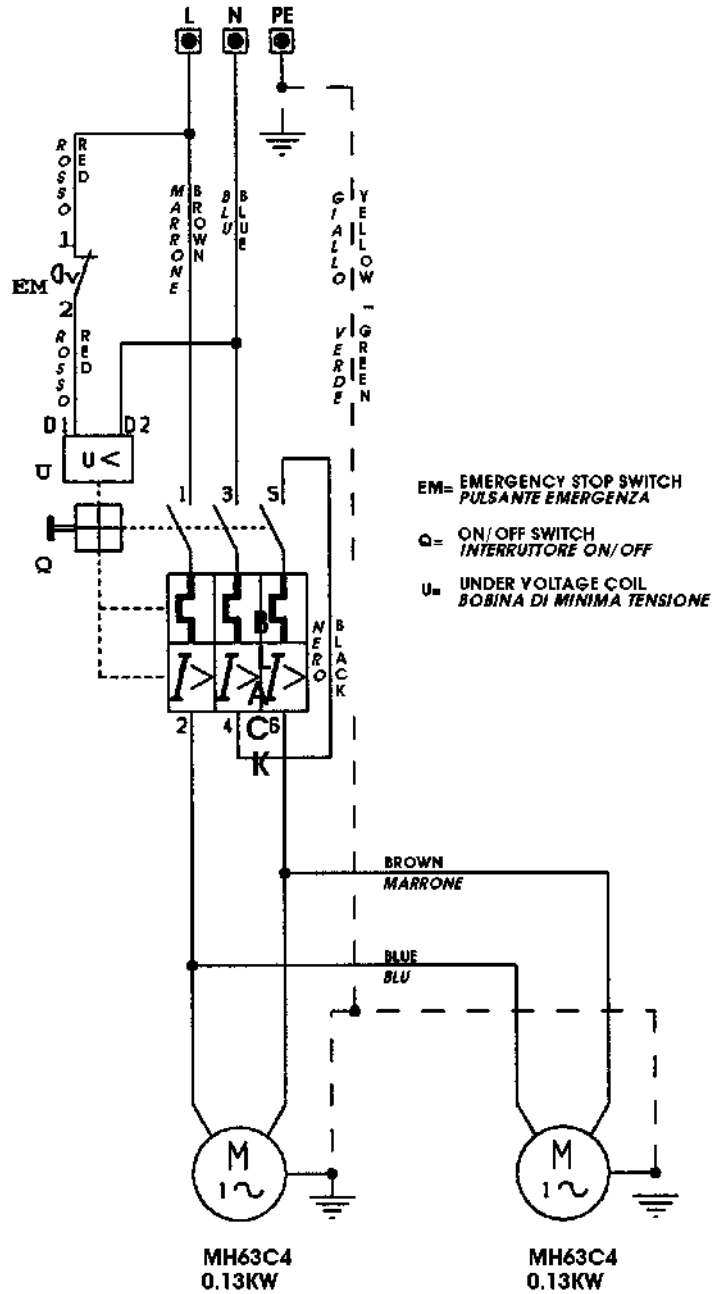 L N PE
RED
ROSSO
BROWN
MARRONE
BLUE
BLU
YELLOW - GREEN
GIALLO VERDE
1
EM
2
RED
ROSSO
D1 D2
U<
U
1 3 5
Q
EM= EMERGENCY STOP SWITCH
PULSANTE EMERGENZA
Q= ON/OFF SWITCH
INTERRUTTORE ON/OFF
U= UNDER VOLTAGE COIL
BOBINA DI MINIMA TENSIONE
BLACK
NERO
BLACK
I> I> I>
2 4 6
BROWN
MARRONE
BLUE
BLU
M
1~
M
1~
MH63C4
0.13KW
MH63C4
0.13KW